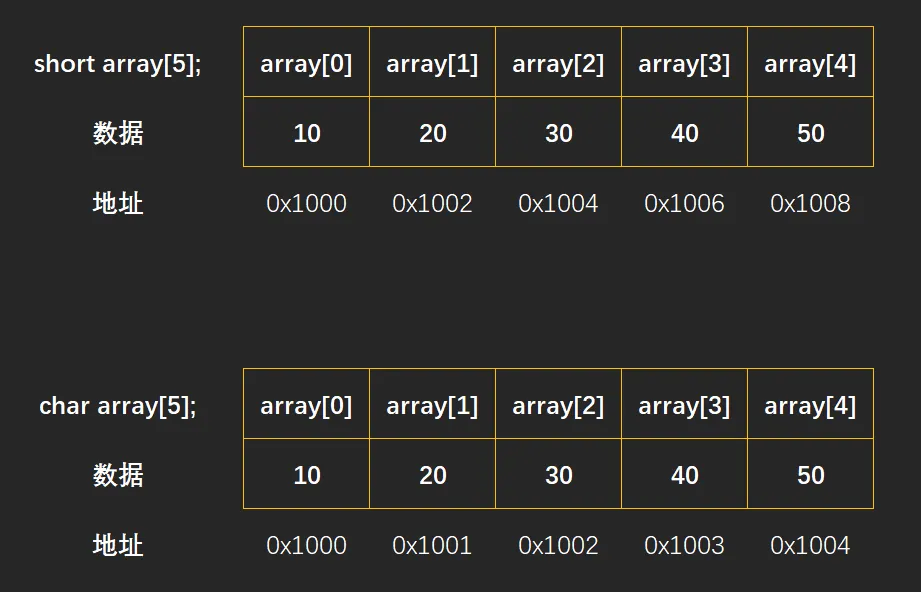 short array[5]; array[0] array[1] array[2] array[3] array[4]
数据 10 20 30 40 50
地址 0x1000 0x1002 0x1004 0x1006 0x1008
char array[5]; array[0] array[1] array[2] array[3] array[4]
数据 10 20 30 40 50
地址 0x1000 0x1001 0x1002 0x1003 0x1004